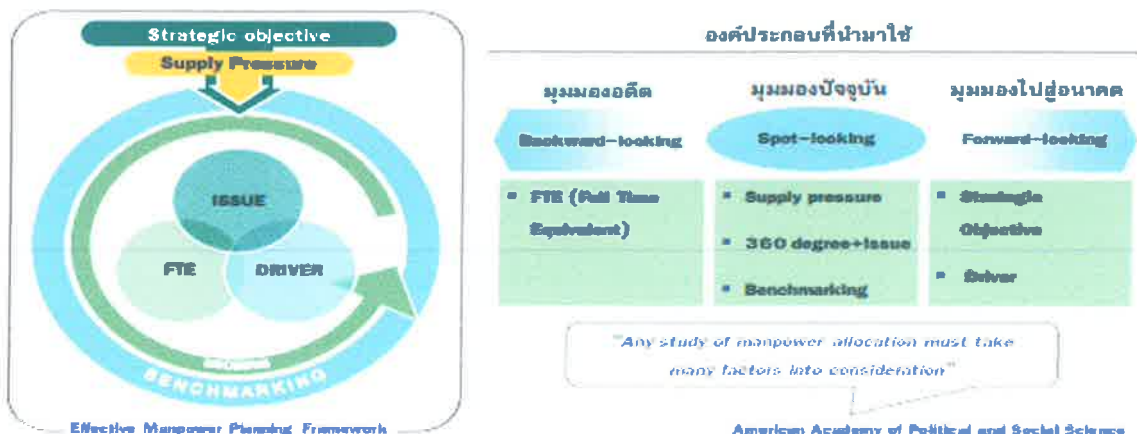 Strategic objective
Supply Pressure
ISSUE
FTE
DRIVER
BENCHMARKING
Effective Manpower Planning Framework
องค์ประกอบที่นำมาใช้
มุมมองอดีต
มุมมองปัจจุบัน
มุมมองไปสู่อนาคต
Backward-looking
Spot-looking
Forward-looking
▪ FTE (Full Time
Equivalent)
▪ Supply pressure
▪ 360 degree+issue
▪ Benchmarking
▪ Strategic
Objective
▪ Driver
"Any study of manpower allocation must take
many factors into consideration"
American Academy of Political and Social Science